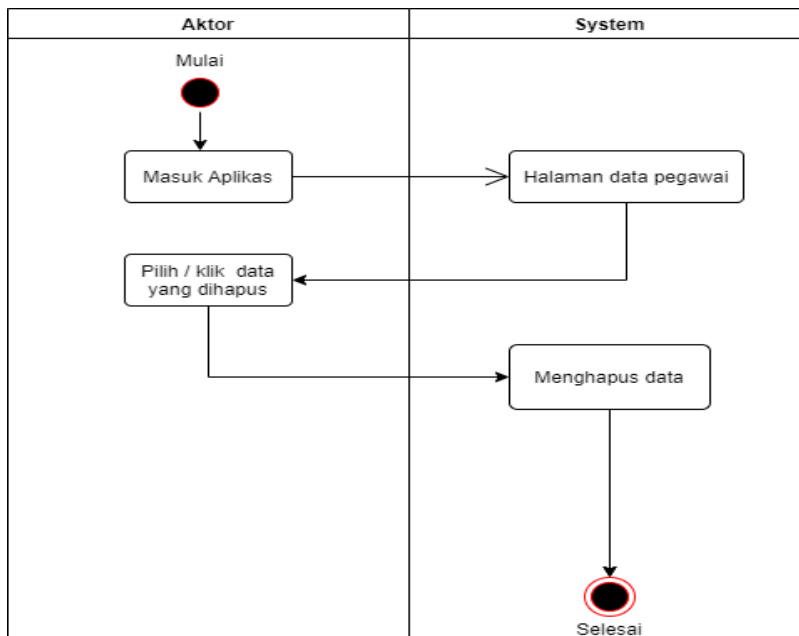 Aktor
System
Mulai
Masuk Aplikas
Halaman data pegawai
Pilih / klik data
yang dihapus
Menghapus data
Selesai